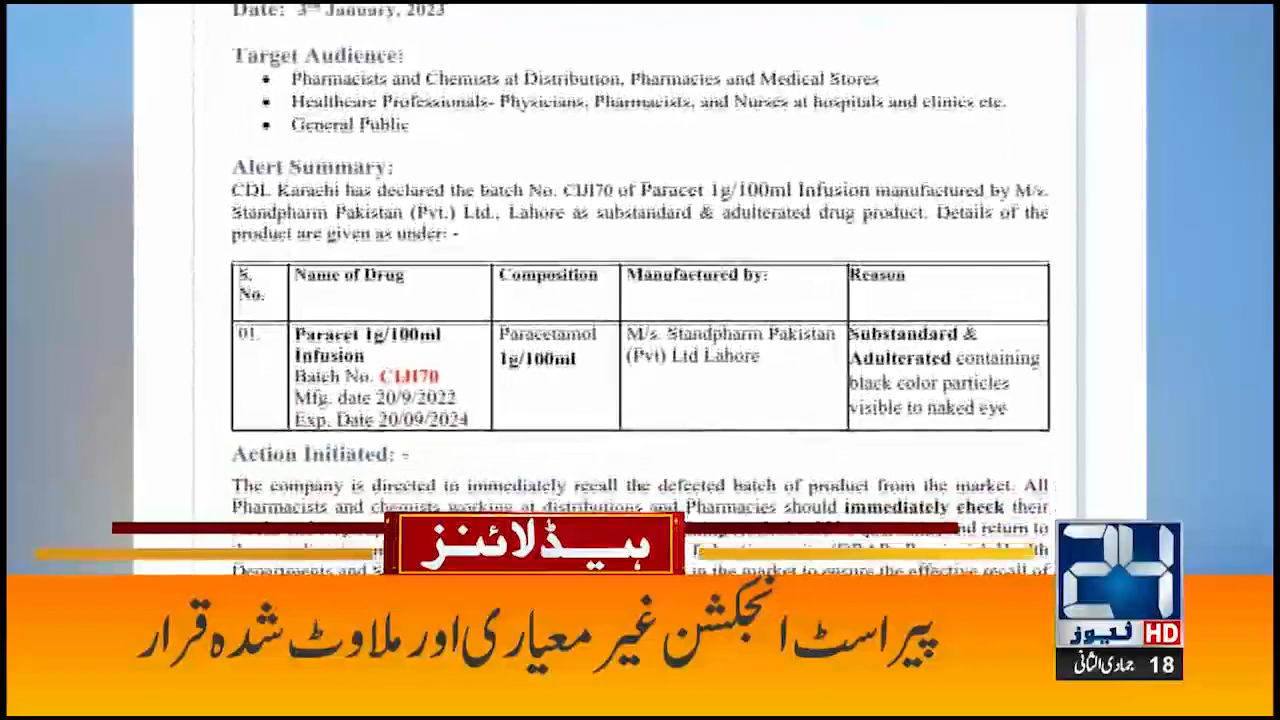 Date: 3rd January, 2023
Target Audience:
• Pharmacists and Chemists at Distribution, Pharmacies and Medical Stores
• Healthcare Professionals- Physicians, Pharmacists, and Nurses at hospitals and clinics etc.
• General Public
Alert Summary:
CDL Karachi has declared the batch No. CIJI70 of Paracet 1g/100ml Infusion manufactured by M/s.
Standpharm Pakistan (Pvt.) Ltd., Lahore as substandard & adulterated drug product. Details of the
product are given as under: -
S. No. Name of Drug Composition Manufactured by: Reason
01. Paracet 1g/100ml Paracetamol M/s. Standpharm Pakistan Substandard &
Infusion 1g/100ml (Pvt) Ltd Lahore Adulterated containing
Batch No. CIJI70 black color particles
Mfg. date 20/9/2022 visible to naked eye
Exp. Date 20/09/2024
Action Initiated: -
The company is directed to immediately recall the defected batch of product from the market. All
Pharmacists and chemists working at distributions and Pharmacies should immediately check their
and return to
Departments and in the market to ensure the effective recall of
ہیڈلائنز
پیراسٹ انجکشن غیر معیاری اور ملاوٹ شدہ قرار
24
نیوز HD
18 جمادی الثانی